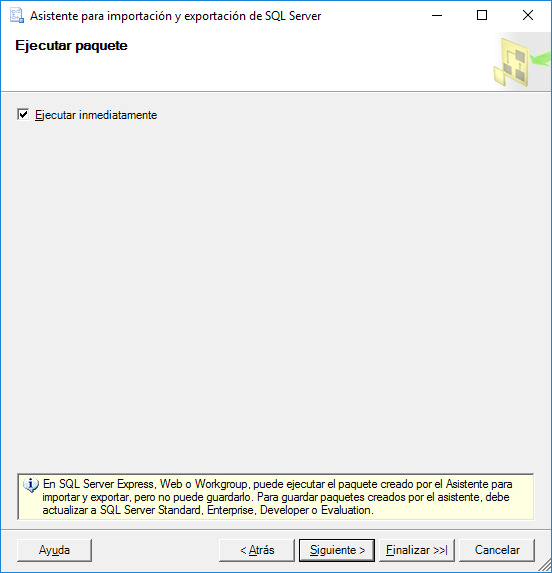 Asistente para importación y exportación de SQL Server
Ejecutar paquete
Ejecutar inmediatamente
En SQL Server Express, Web o Workgroup, puede ejecutar el paquete creado por el Asistente para
importar y exportar, pero no puede guardarlo. Para guardar paquetes creados por el asistente, debe
actualizar a SQL Server Standard, Enterprise, Developer o Evaluation.
Ayuda
< Atrás
Siguiente >
Finalizar >>|
Cancelar